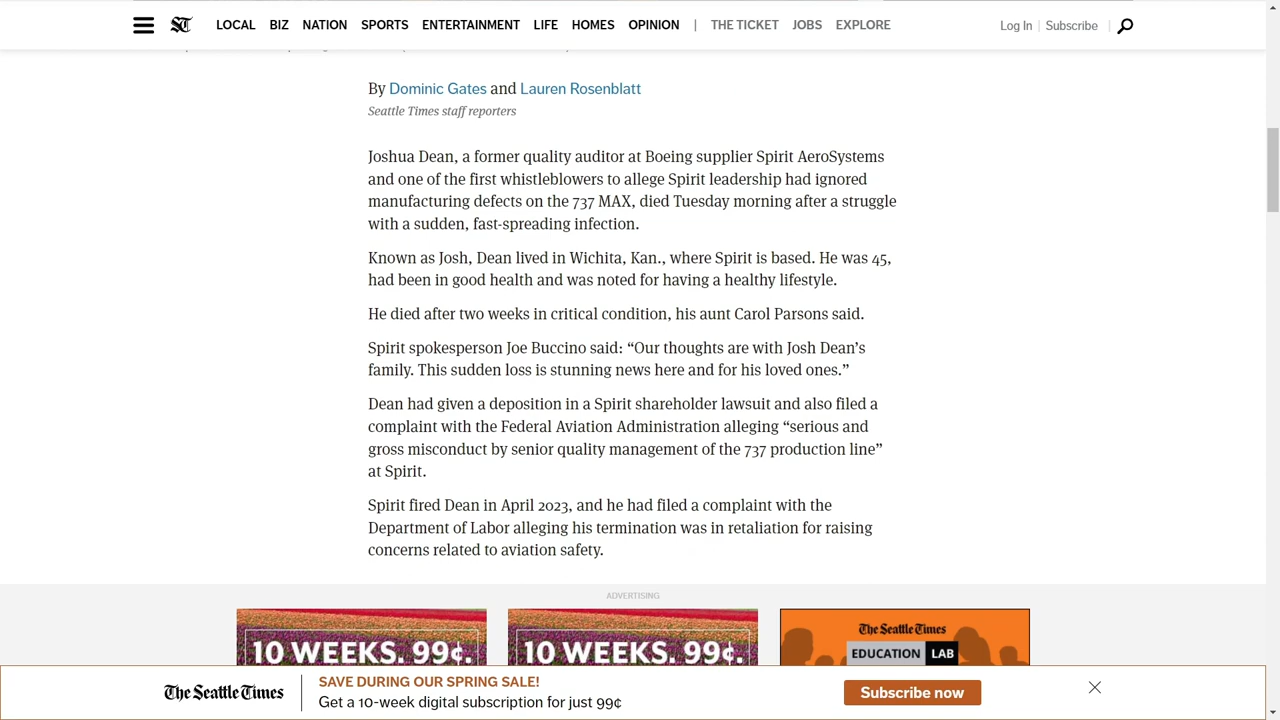 LOCAL BIZ NATION SPORTS ENTERTAINMENT LIFE HOMES OPINION | THE TICKET JOBS EXPLORE Log In | Subscribe
By Dominic Gates and Lauren Rosenblatt
Seattle Times staff reporters
Joshua Dean, a former quality auditor at Boeing supplier Spirit AeroSystems
and one of the first whistleblowers to allege Spirit leadership had ignored
manufacturing defects on the 737 MAX, died Tuesday morning after a struggle
with a sudden, fast-spreading infection.
Known as Josh, Dean lived in Wichita, Kan., where Spirit is based. He was 45,
had been in good health and was noted for having a healthy lifestyle.
He died after two weeks in critical condition, his aunt Carol Parsons said.
Spirit spokesperson Joe Buccino said: “Our thoughts are with Josh Dean’s
family. This sudden loss is stunning news here and for his loved ones.”
Dean had given a deposition in a Spirit shareholder lawsuit and also filed a
complaint with the Federal Aviation Administration alleging “serious and
gross misconduct by senior quality management of the 737 production line”
at Spirit.
Spirit fired Dean in April 2023, and he had filed a complaint with the
Department of Labor alleging his termination was in retaliation for raising
concerns related to aviation safety.
ADVERTISING
10 WEEKS. 99¢.
10 WEEKS. 99¢.
The Seattle Times
EDUCATION LAB
The Seattle Times
SAVE DURING OUR SPRING SALE!
Get a 10-week digital subscription for just 99¢
Subscribe now